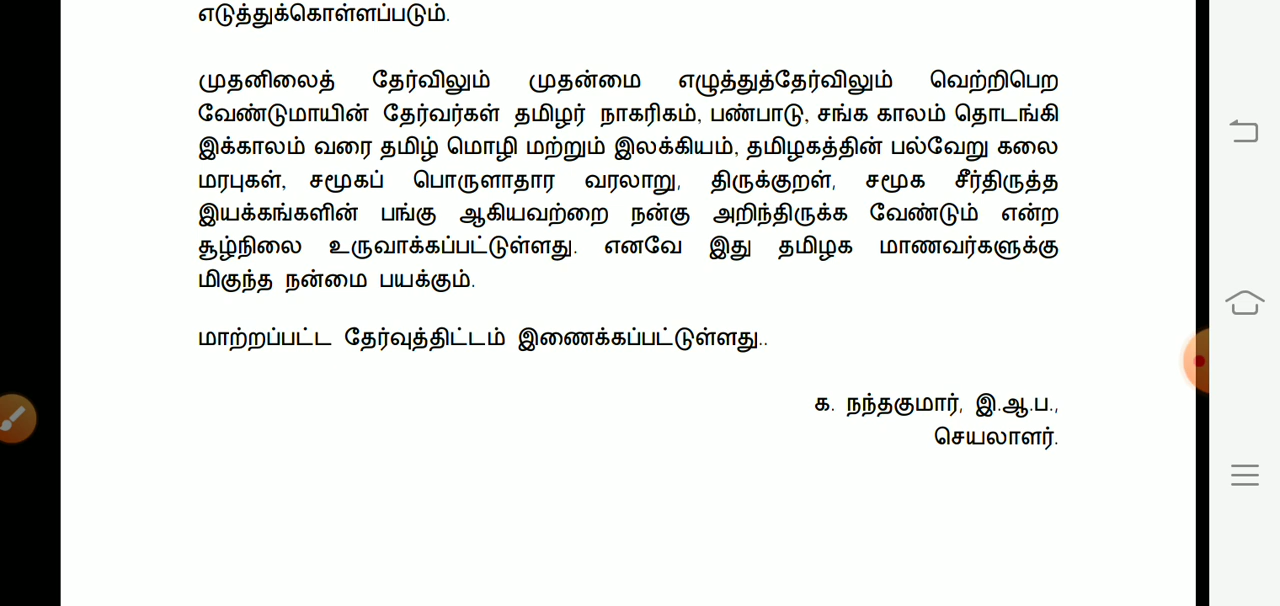 எடுத்துக்கொள்ளப்படும்.
முதனிலைத் தேர்விலும் முதன்மை எழுத்துத்தேர்விலும் வெற்றிபெற
வேண்டுமாயின் தேர்வர்கள் தமிழர் நாகரிகம், பண்பாடு, சங்க காலம் தொடங்கி
இக்காலம் வரை தமிழ் மொழி மற்றும் இலக்கியம், தமிழகத்தின் பல்வேறு கலை
மரபுகள், சமூகப் பொருளாதார வரலாறு, திருக்குறள், சமூக சீர்திருத்த
இயக்கங்களின் பங்கு ஆகியவற்றை நன்கு அறிந்திருக்க வேண்டும் என்ற
சூழ்நிலை உருவாக்கப்பட்டுள்ளது. எனவே இது தமிழக மாணவர்களுக்கு
மிகுந்த நன்மை பயக்கும்.
மாற்றப்பட்ட தேர்வுத்திட்டம் இணைக்கப்பட்டுள்ளது..
க. நந்தகுமார், இ.ஆ.ப.,
செயலாளர்.